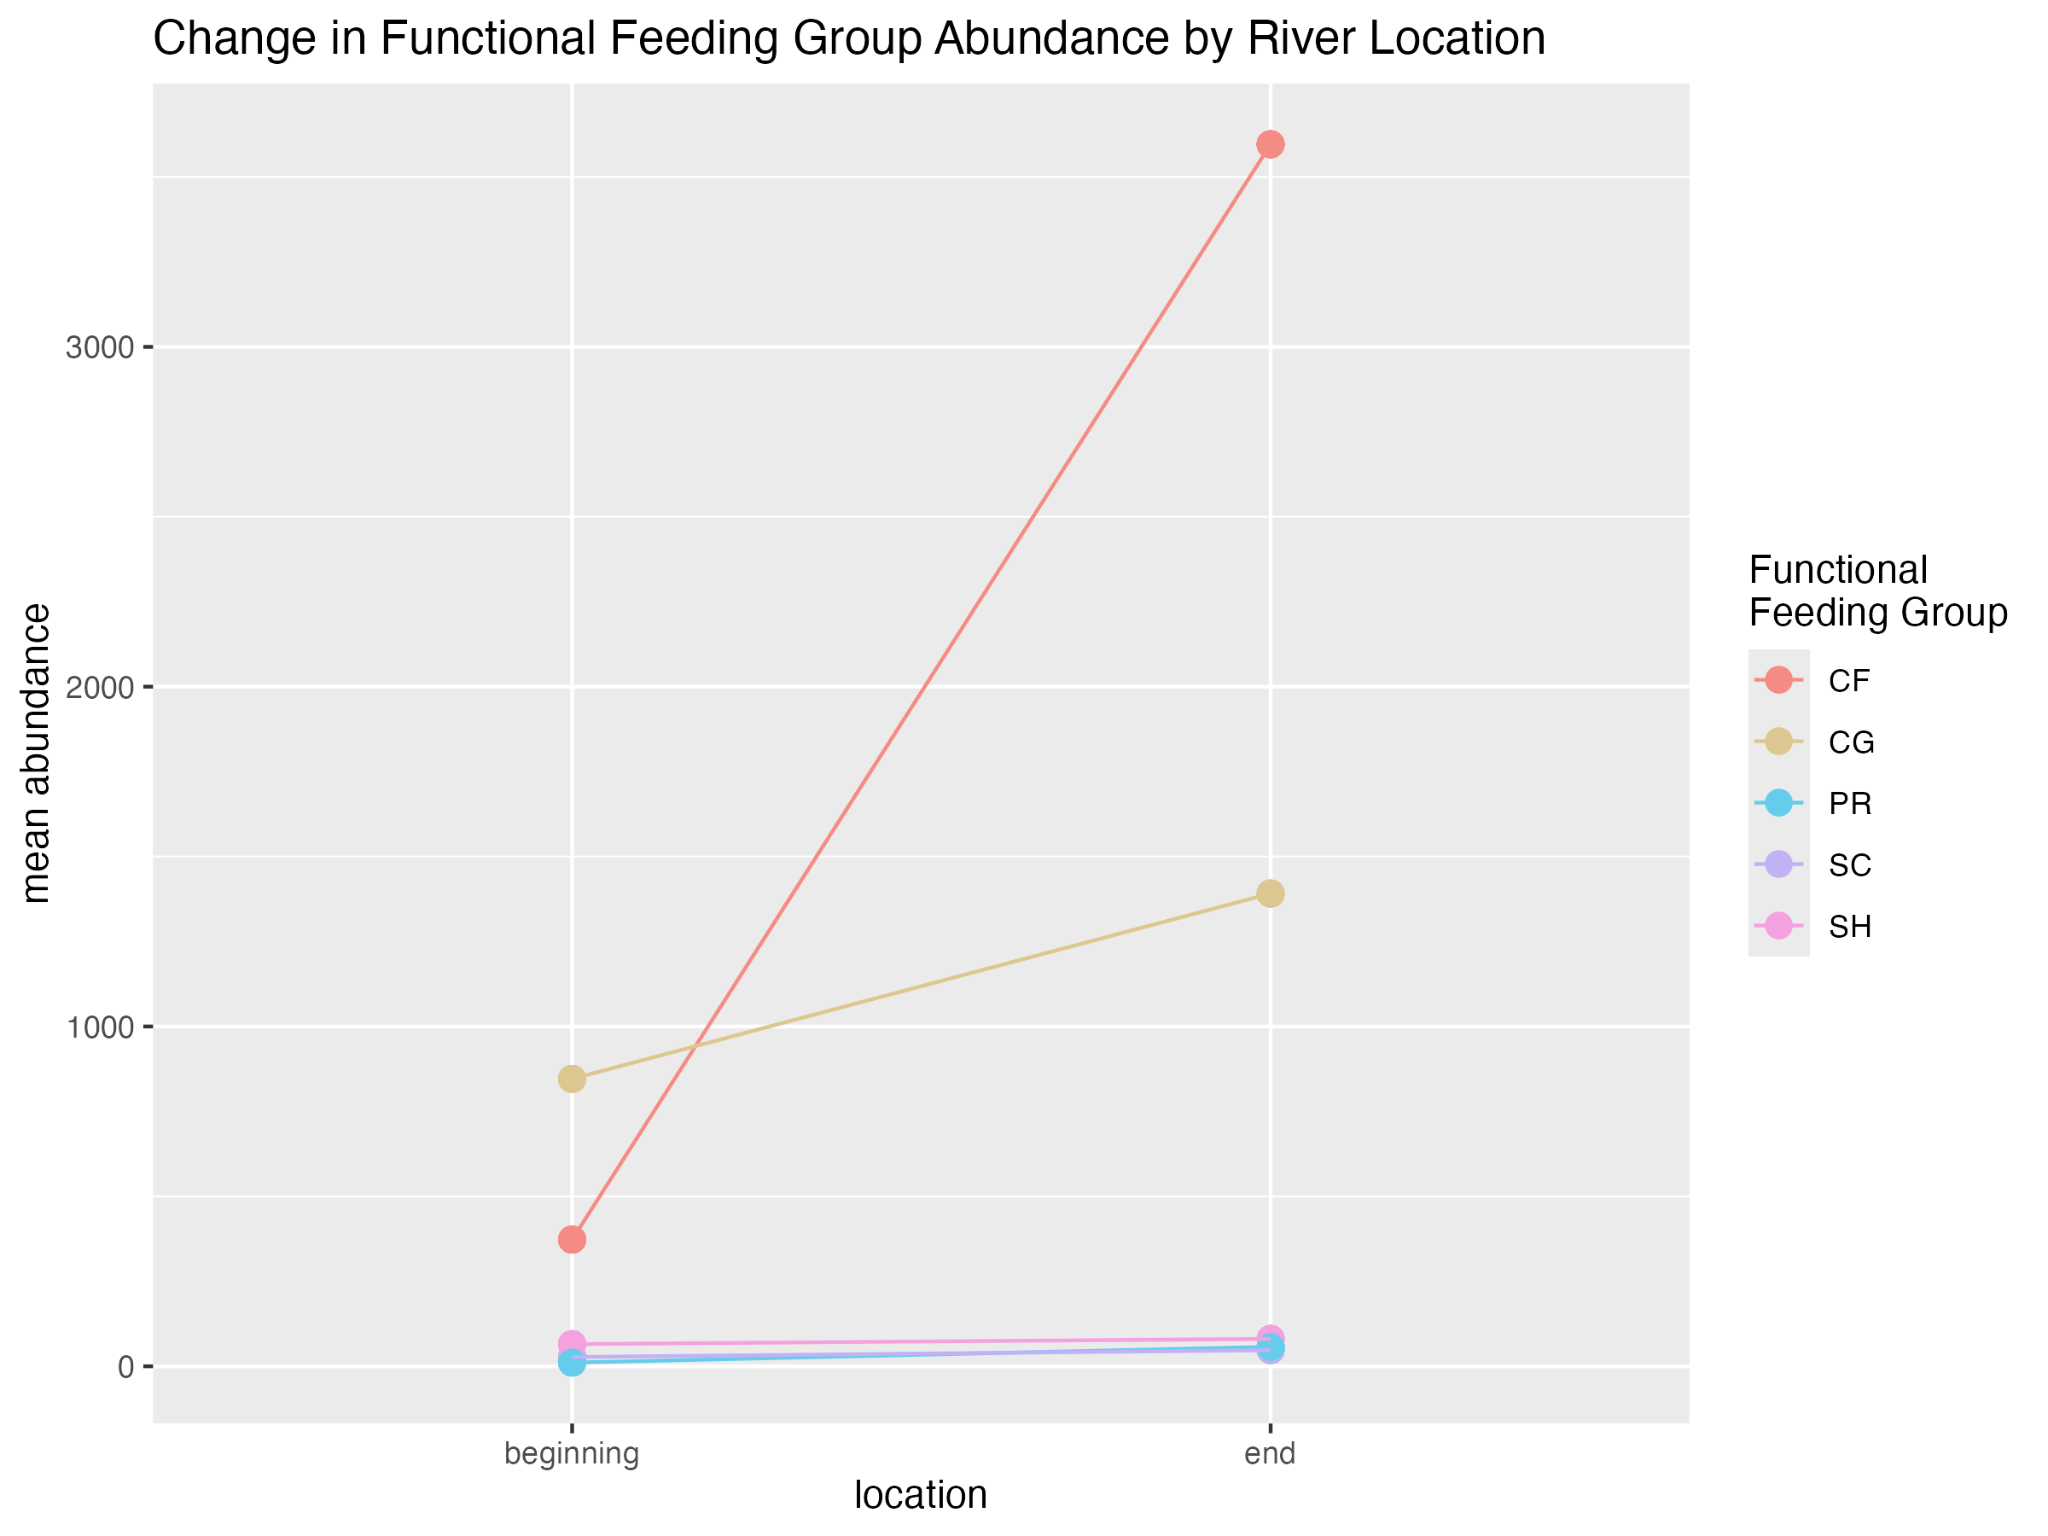 Change in Functional Feeding Group Abundance by River Location
mean abundance
3000
2000
1000
0
beginning
end
location
Functional
Feeding Group
CF
CG
PR
SC
SH